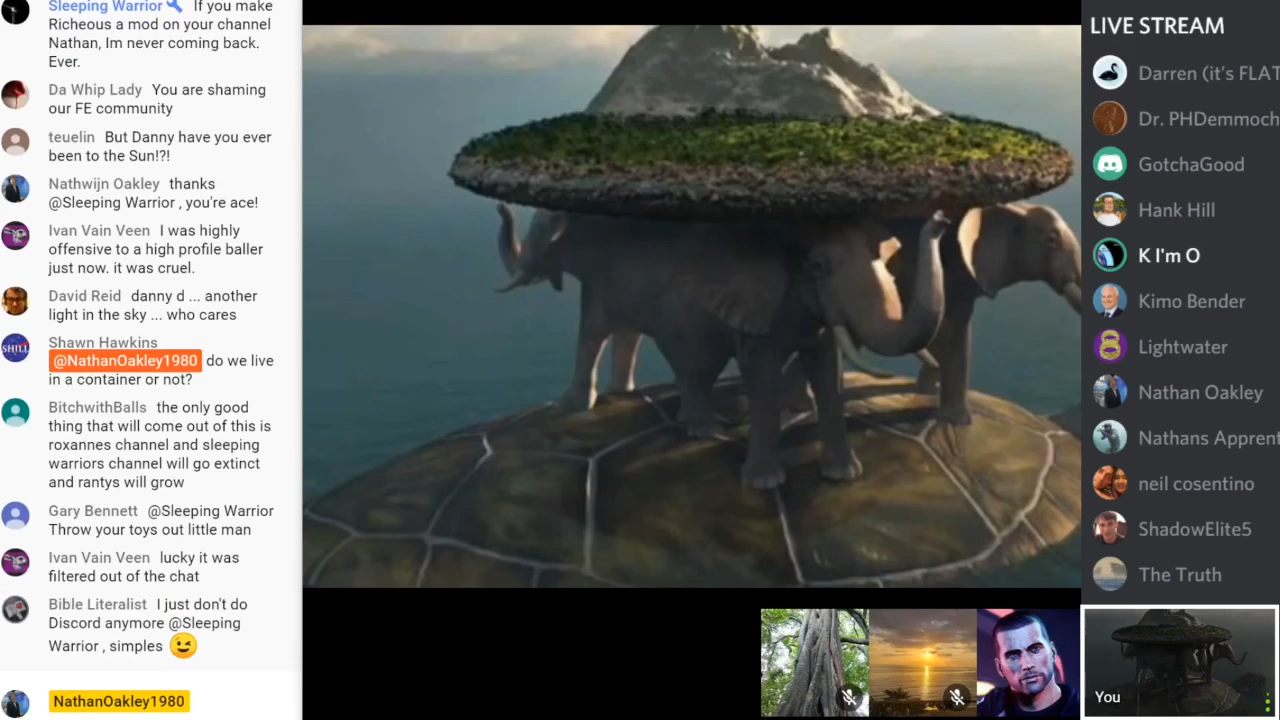 Sleeping Warrior If you make
Richeous a mod on your channel
Nathan, Im never coming back.
Ever.
Da Whip Lady You are shaming
our FE community
teuelin But Danny have you ever
been to the Sun!?!
Nathwijn Oakley thanks
@Sleeping Warrior , you're ace!
Ivan Vain Veen I was highly
offensive to a high profile baller
just now. it was cruel.
David Reid danny d ... another
light in the sky ... who cares
SHILL
Shawn Hawkins
@NathanOakley1980 do we live
in a container or not?
BitchwithBalls the only good
thing that will come out of this is
roxannes channel and sleeping
warriors channel will go extinct
and rantys will grow
Gary Bennett @Sleeping Warrior
Throw your toys out little man
Ivan Vain Veen lucky it was
filtered out of the chat
Bible Literalist I just don't do
Discord anymore @Sleeping
Warrior , simples
NathanOakley1980
LIVE STREAM
Darren (it's FLAT
Dr. PHDemmoch
GotchaGood
Hank Hill
K I'm O
Kimo Bender
Lightwater
Nathan Oakley
Nathans Apprent
neil cosentino
ShadowElite5
The Truth
You